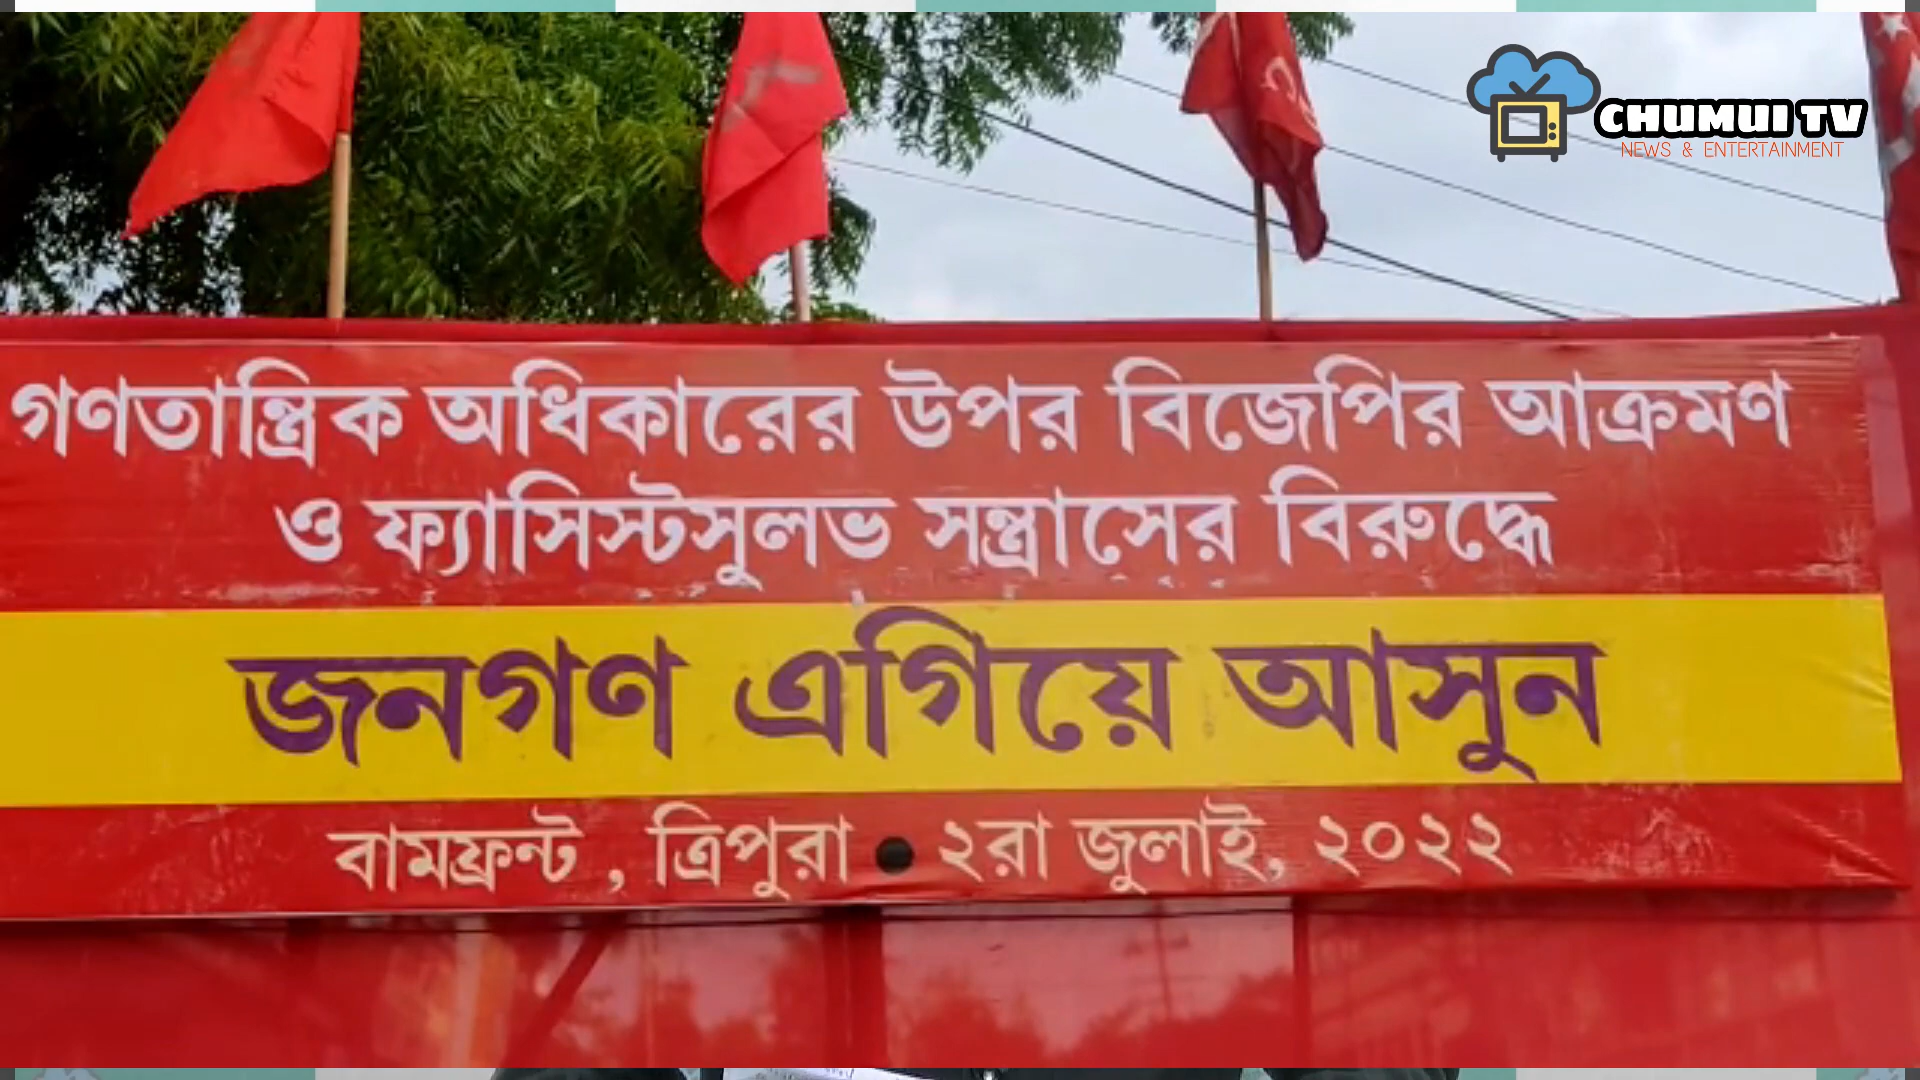 CHUMUI TV
NEWS & ENTERTAINMENT
গণতান্ত্রিক অধিকারের উপর বিজেপির আক্রমণ
ও ফ্যাসিস্টসুলভ সন্ত্রাসের বিরুদ্ধে
জনগণ এগিয়ে আসুন
বামফ্রন্ট , ত্রিপুরা ● ২রা জুলাই, ২০২২